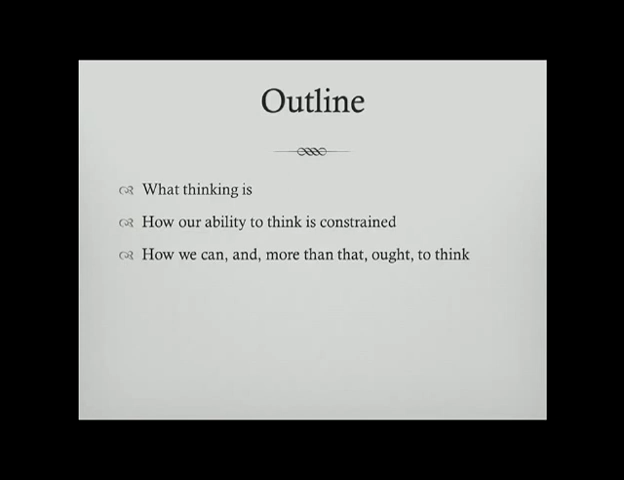 Outline
What thinking is
How our ability to think is constrained
How we can, and, more than that, ought, to think